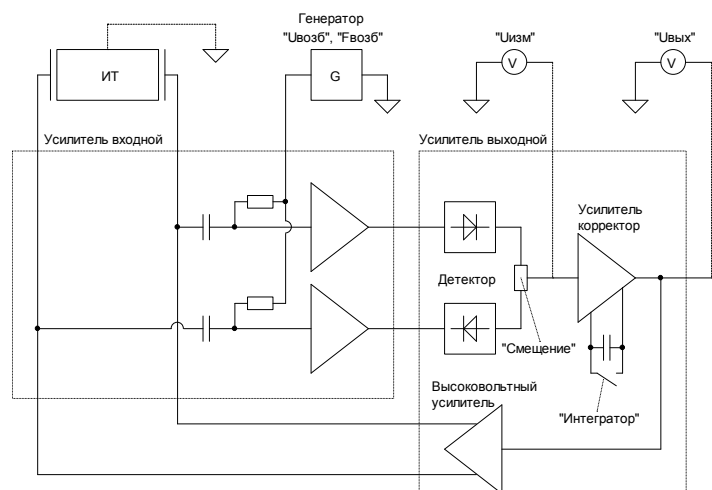 Генератор
"Uвозб", "Fвозб"
"Uизм"
"Uвых"
ИТ
G
V
V
Усилитель входной
Усилитель выходной
Усилитель
корректор
Детектор
"Смещение"
Высоковольтный
усилитель
"Интегратор"